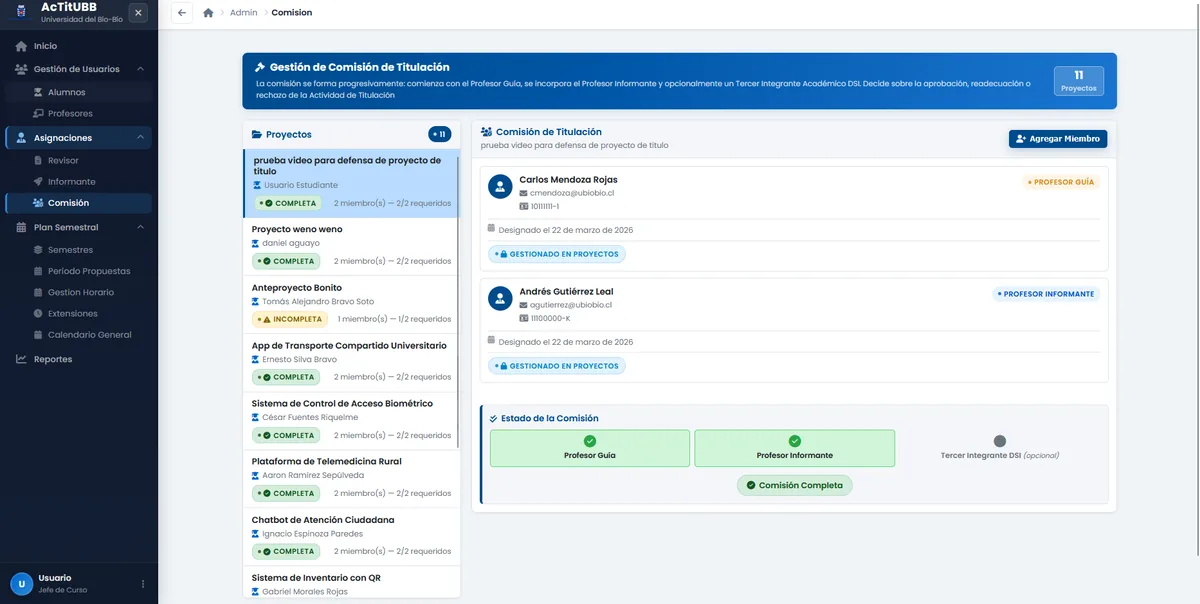 AcTitUBB
Universidad del Bío-Bío
Inicio
Gestión de Usuarios
Alumnos
Profesores
Asignaciones
Revisor
Informante
Comisión
Plan Semestral
Semestres
Periodo Propuestas
Gestion Horario
Extensiones
Calendario General
Reportes
U
Usuario
Jefe de Curso
Admin
Comision
Gestión de Comisión de Titulación
La comisión se forma progresivamente: comienza con el Profesor Guía, se incorpora el Profesor Informante y opcionalmente un Tercer Integrante Académico DSI. Decide sobre la aprobación, readecuación o
rechazo de la Actividad de Titulación
11
Proyectos
Proyectos
11
prueba video para defensa de proyecto de
titulo
Usuario Estudiante
COMPLETA 2 miembro(s) — 2/2 requeridos
Proyecto weno weno
daniel aguayo
COMPLETA 2 miembro(s) — 2/2 requeridos
Anteproyecto Bonito
Tomás Alejandro Bravo Soto
INCOMPLETA 1 miembro(s) — 1/2 requeridos
App de Transporte Compartido Universitario
Ernesto Silva Bravo
COMPLETA 2 miembro(s) — 2/2 requeridos
Sistema de Control de Acceso Biométrico
César Fuentes Riquelme
COMPLETA 2 miembro(s) — 2/2 requeridos
Plataforma de Telemedicina Rural
Aaron Ramírez Sepúlveda
COMPLETA 2 miembro(s) — 2/2 requeridos
Chatbot de Atención Ciudadana
Ignacio Espinoza Paredes
COMPLETA 2 miembro(s) — 2/2 requeridos
Sistema de Inventario con QR
Gabriel Morales Rojas
Comisión de Titulación
prueba video para defensa de proyecto de titulo
Agregar Miembro
Carlos Mendoza Rojas
PROFESOR GUÍA
cmendoza@ubiobio.cl
10111111-1
Designado el 22 de marzo de 2026
GESTIONADO EN PROYECTOS
Andrés Gutiérrez Leal
PROFESOR INFORMANTE
agutierrez@ubiobio.cl
11100000-K
Designado el 22 de marzo de 2026
GESTIONADO EN PROYECTOS
Estado de la Comisión
Profesor Guía
Profesor Informante
Tercer Integrante DSI (opcional)
Comisión Completa